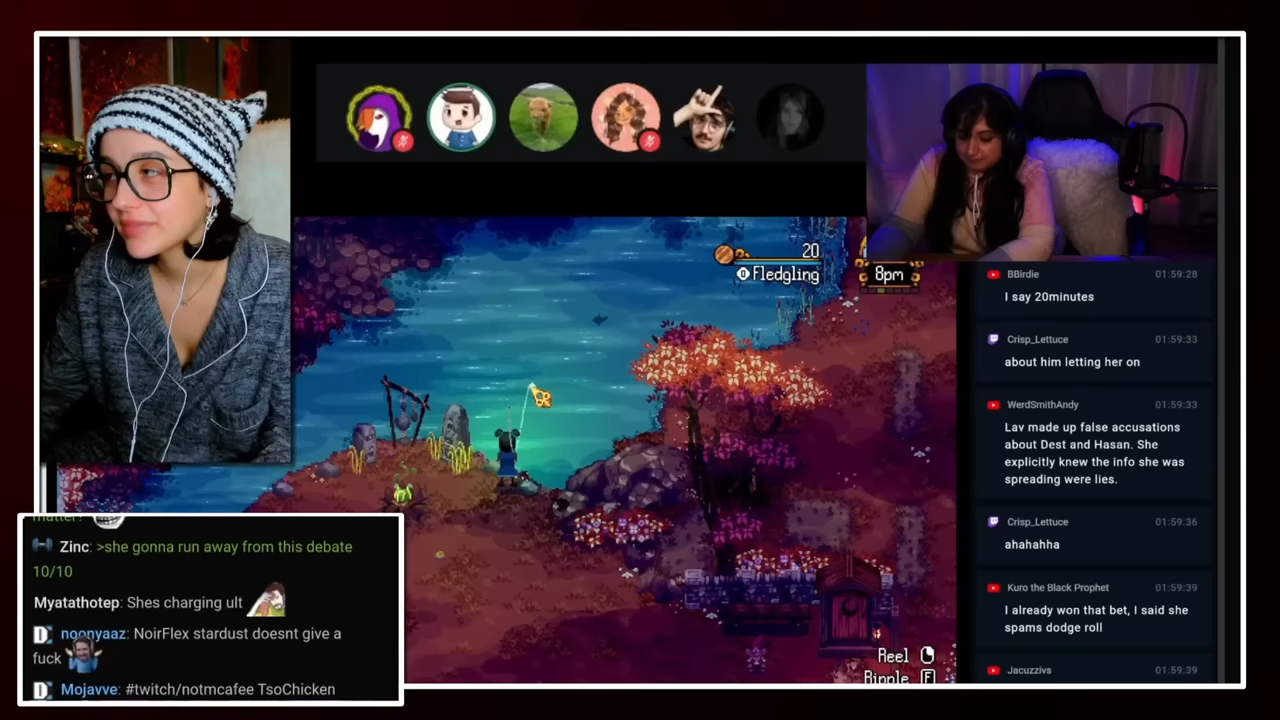 20
Fledgling
8pm
BBirdie 01:59:28
I say 20minutes
Crisp_Lettuce 01:59:33
about him letting her on
WerdSmithAndy 01:59:33
Lav made up false accusations
about Dest and Hasan. She
explicitly knew the info she was
spreading were lies.
Crisp_Lettuce 01:59:36
ahahahha
Kuro the Black Prophet 01:59:39
I already won that bet, I said she
spams dodge roll
Jacuzzivs 01:59:39
Reel
Ripple [F]
matter?
Zinc: >she gonna run away from this debate
10/10
Myatathotep: Shes charging ult
D noonyaaz: NoirFlex stardust doesnt give a
fuck
D Mojavve: #twitch/notmcafee TsoChicken